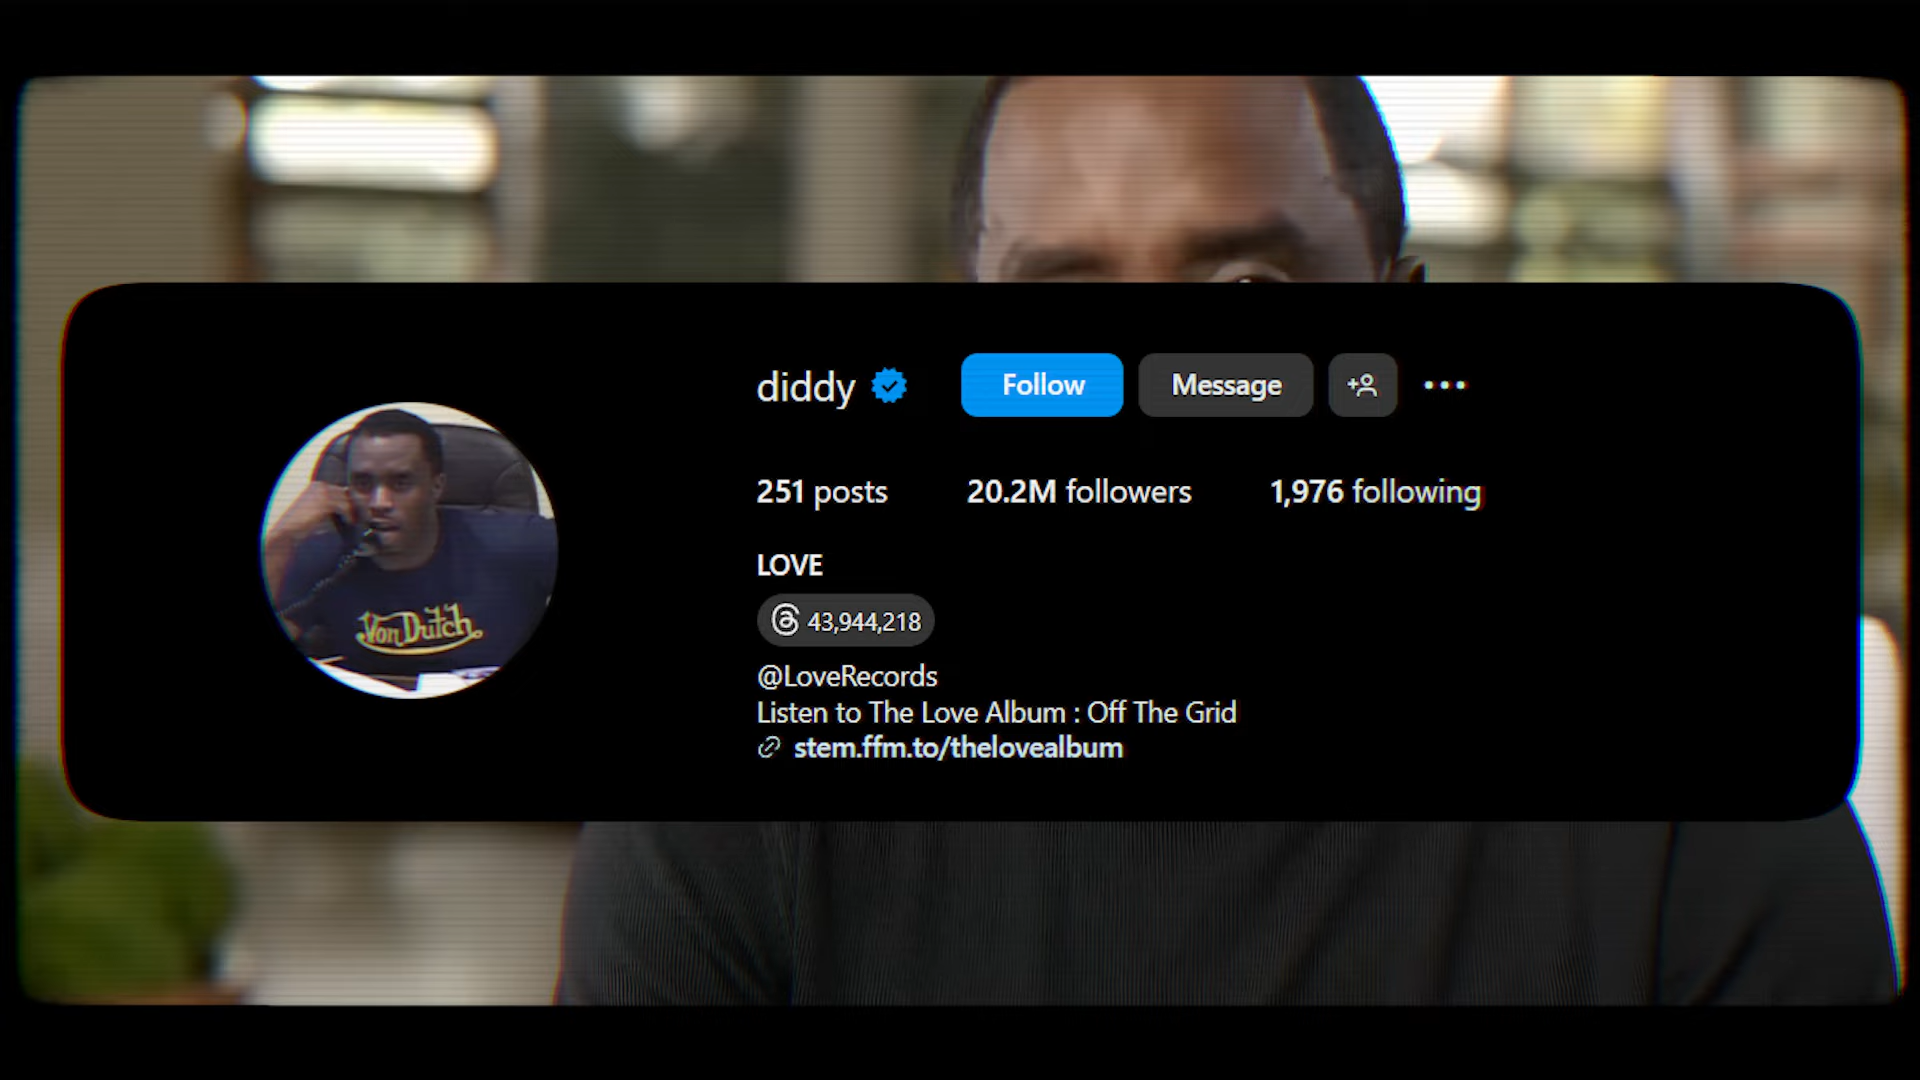 diddy Follow Message
251 posts 20.2M followers 1,976 following
LOVE
43,944,218
@LoveRecords
Listen to The Love Album : Off The Grid
stem.ffm.to/thelovealbum
Von Dutch